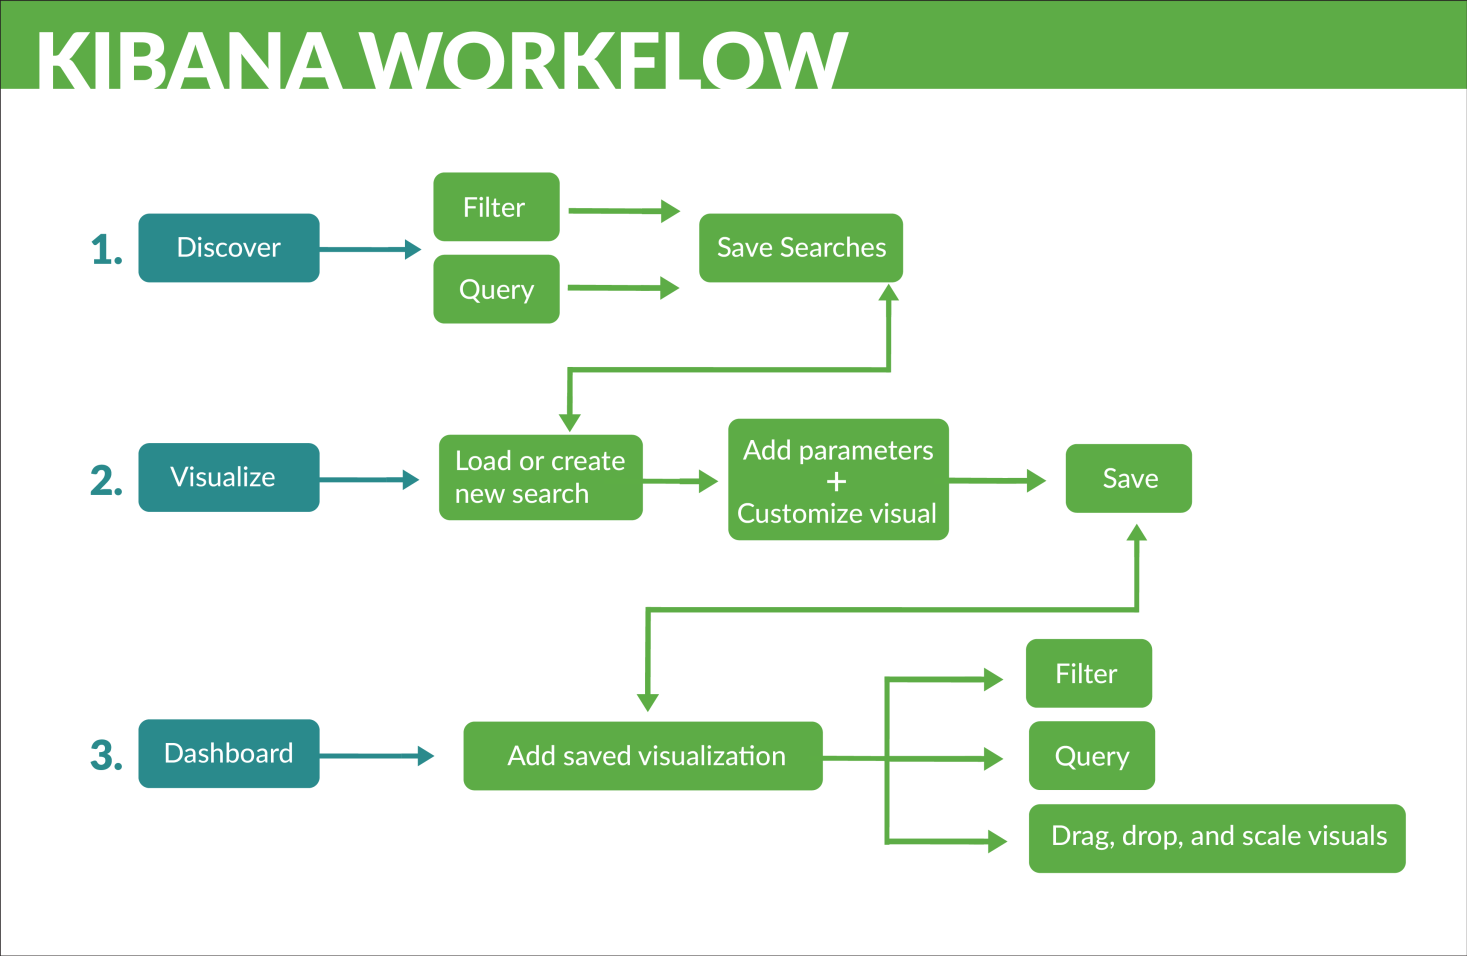 KIBANA WORKFLOW
1.
Discover
Filter
Query
Save Searches
2.
Visualize
Load or create
new search
Add parameters
+
Customize visual
Save
3.
Dashboard
Add saved visualization
Filter
Query
Drag, drop, and scale visuals